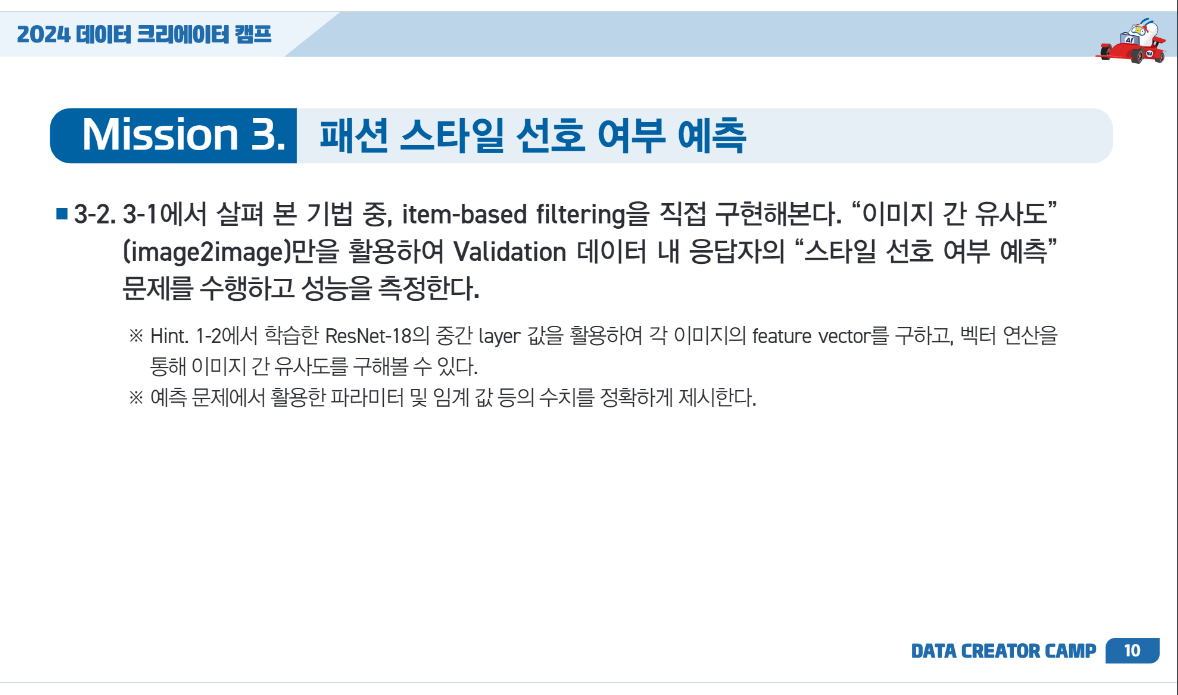 2024 데이터 크리에이터 캠프
AI
Mission 3. 패션 스타일 선호 여부 예측
■ 3-2. 3-1에서 살펴 본 기법 중, item-based filtering을 직접 구현해본다. “이미지 간 유사도”
(image2image)만을 활용하여 Validation 데이터 내 응답자의 “스타일 선호 여부 예측”
문제를 수행하고 성능을 측정한다.
※ Hint. 1-2에서 학습한 ResNet-18의 중간 layer 값을 활용하여 각 이미지의 feature vector를 구하고, 벡터 연산을
통해 이미지 간 유사도를 구해볼 수 있다.
※ 예측 문제에서 활용한 파라미터 및 임계 값 등의 수치를 정확하게 제시한다.
DATA CREATOR CAMP 10